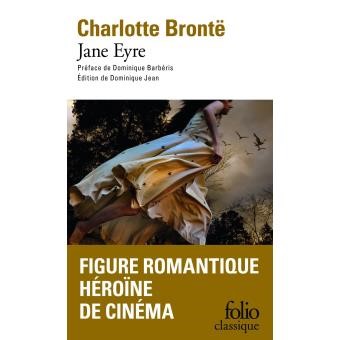 Charlotte Brontë
Jane Eyre
Préface de Dominique Barbéris
Édition de Dominique Jean
FIGURE ROMANTIQUE
HÉROÏNE
DE CINÉMA
folio
classique